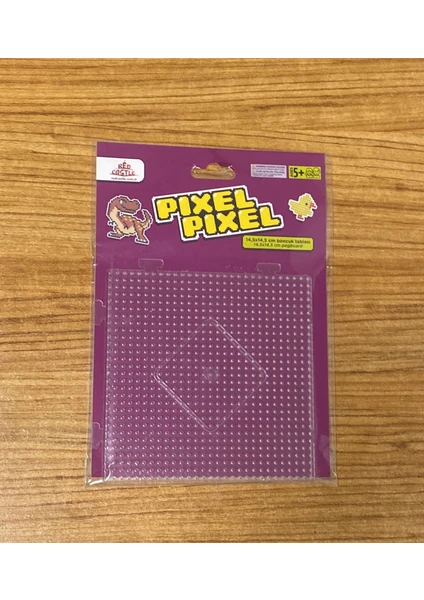 RED
CASTLE
PIXEL
PIXEL
5+
14,5x14,5 cm boncuk tablası
14,5x14,5 cm pegboard